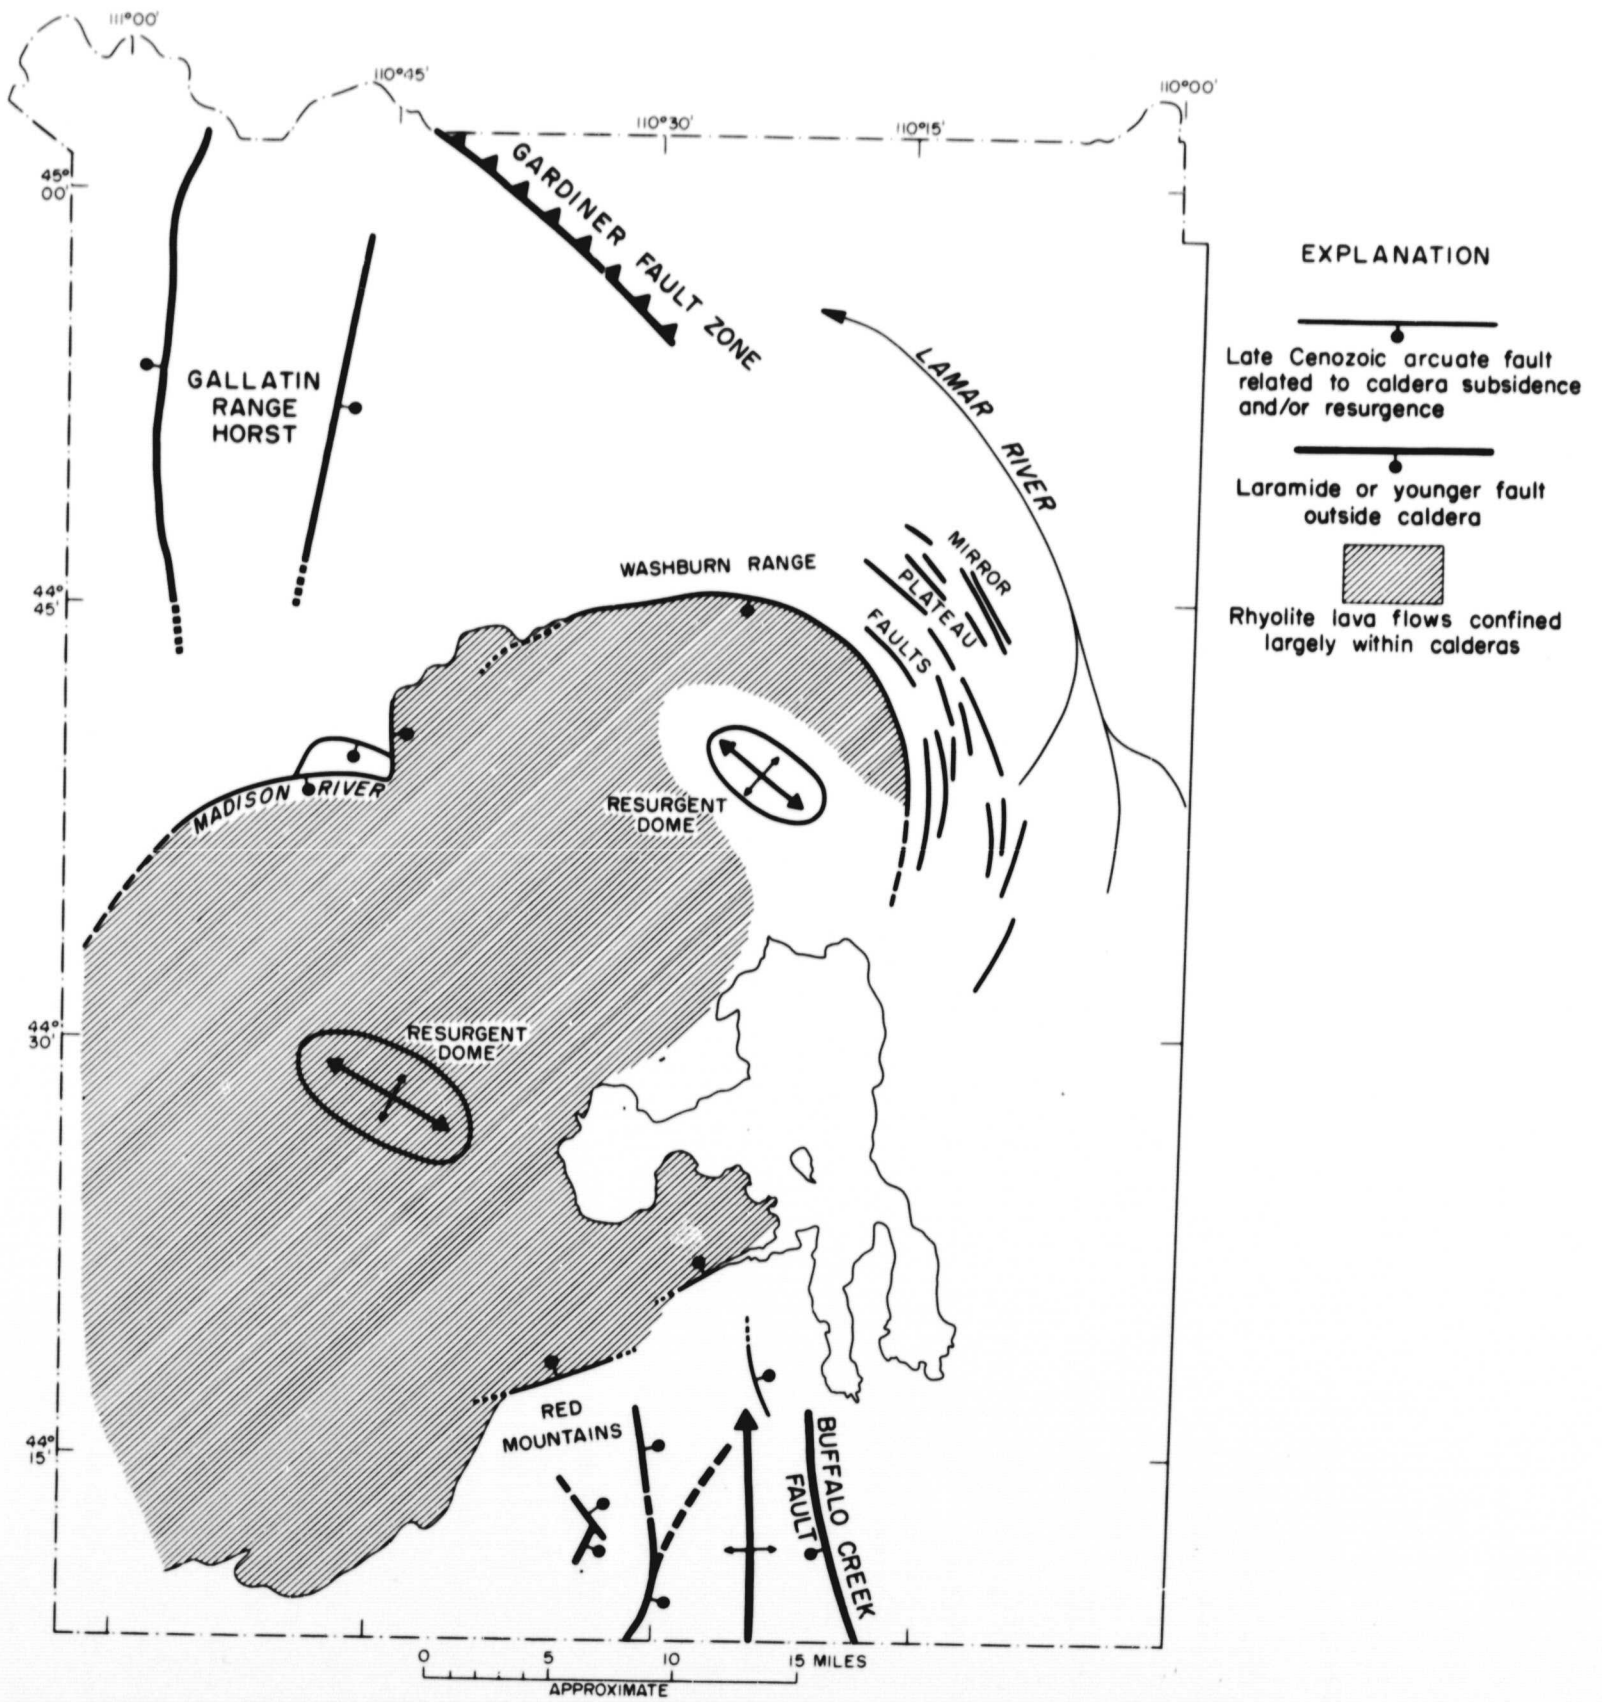 111°00'
110°45'
110°30'
110°15'
110°00'
45°
00'
GARDINER FAULT ZONE
EXPLANATION
Late Cenozoic arcuate fault
related to caldera subsidence
and/or resurgence
Laramide or younger fault
outside caldera
Rhyolite lava flows confined
largely within calderas
GALLATIN
RANGE
HORST
LAMAR RIVER
WASHBURN RANGE
MIRROR
PLATEAU
FAULTS
44°
45'
MADISON RIVER
RESURGENT
DOME
44°
30'
RESURGENT
DOME
44°
15'
RED
MOUNTAINS
BUFFALO CREEK
FAULT
0 5 10 15 MILES
APPROXIMATE